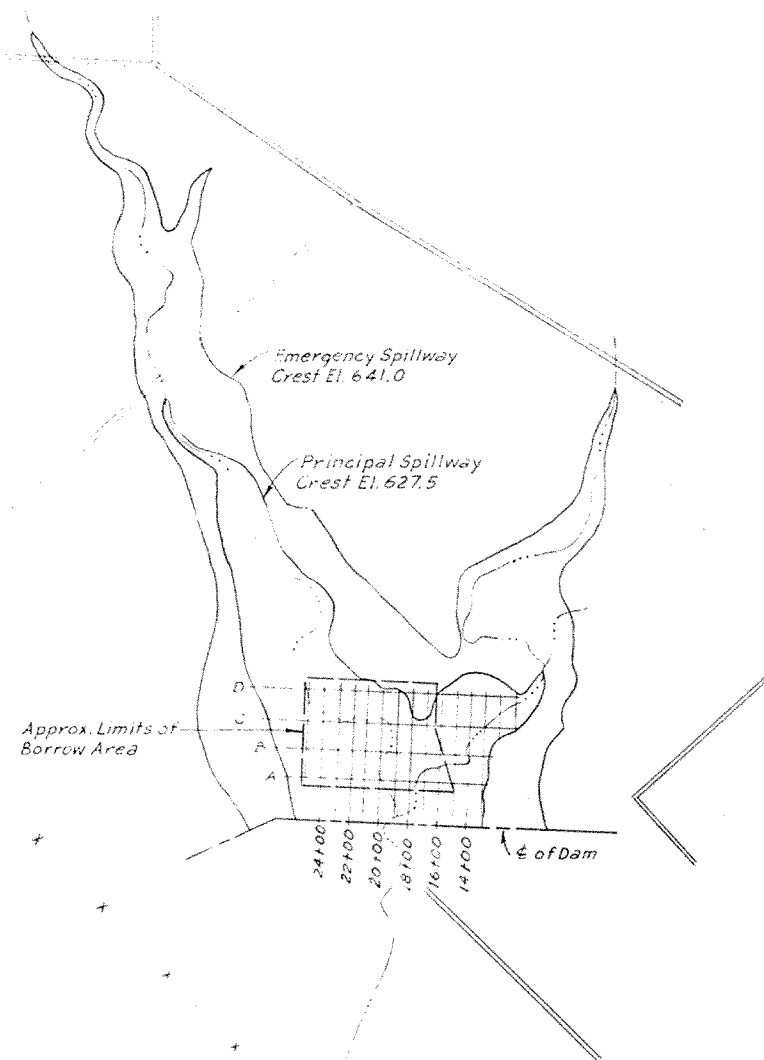 Emergency Spillway
Crest El. 641.0
Principal Spillway
Crest El. 627.5
D
C
B
A
Approx. Limits of
Borrow Area
24+00
22+00
20+00
18+00
16+00
14+00
℄ of Dam